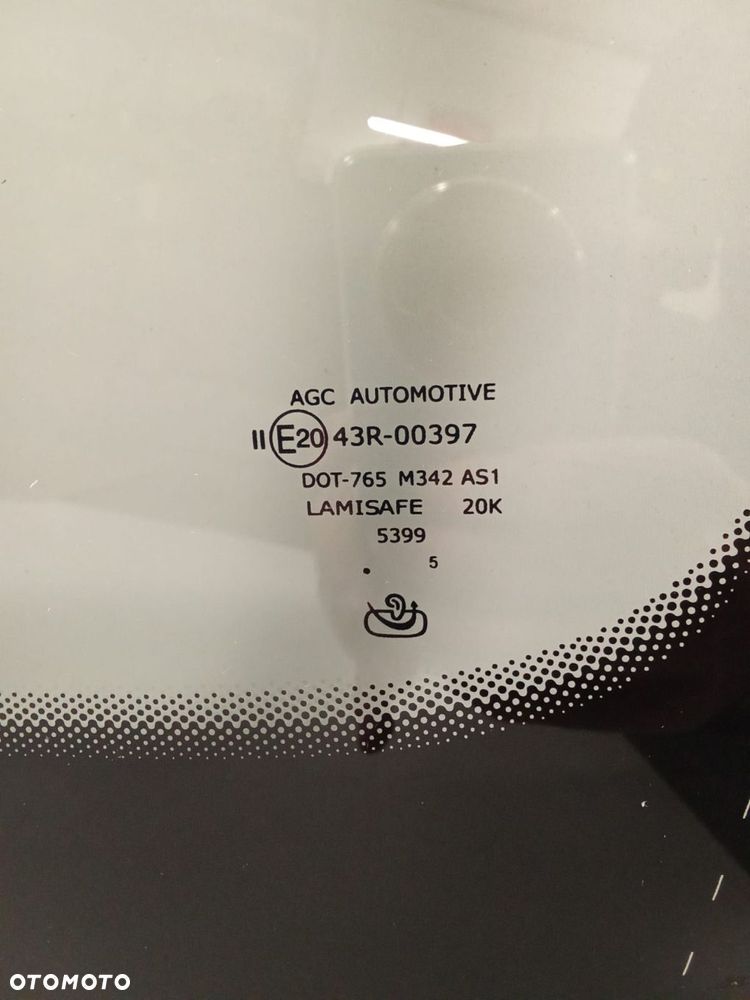 AGC AUTOMOTIVE
II E20 43R-00397
DOT-765 M342 AS1
LAMISAFE 20K
5399
. 5
OTOMOTO